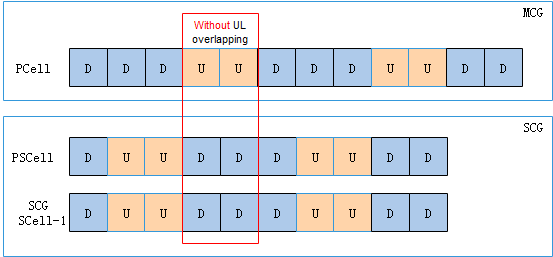 MCG
Without UL
overlapping
PCell D D D U U D D D U U D D
SCG
PSCell D U U D D D U U D D
SCG
SCell-1 D U U D D D U U D D